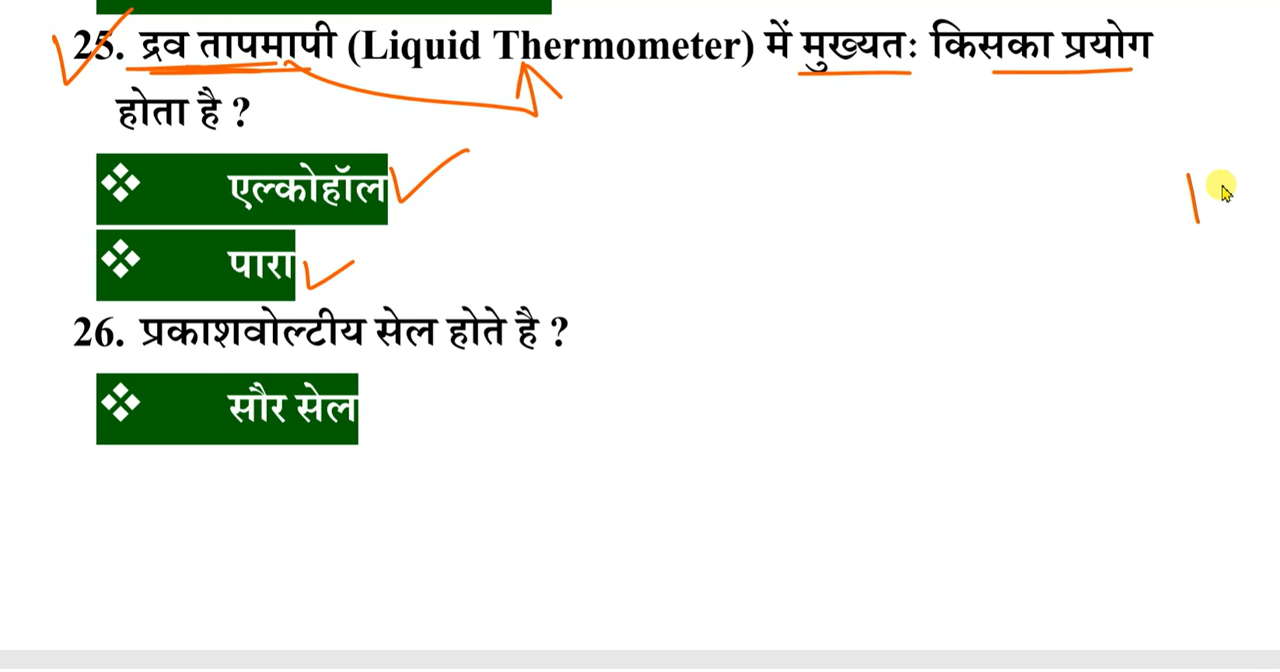 25. द्रव तापमापी (Liquid Thermometer) में मुख्यतः किसका प्रयोग
होता है ?
❖ एल्कोहॉल
❖ पारा
26. प्रकाशवोल्टीय सेल होते है ?
❖ सौर सेल